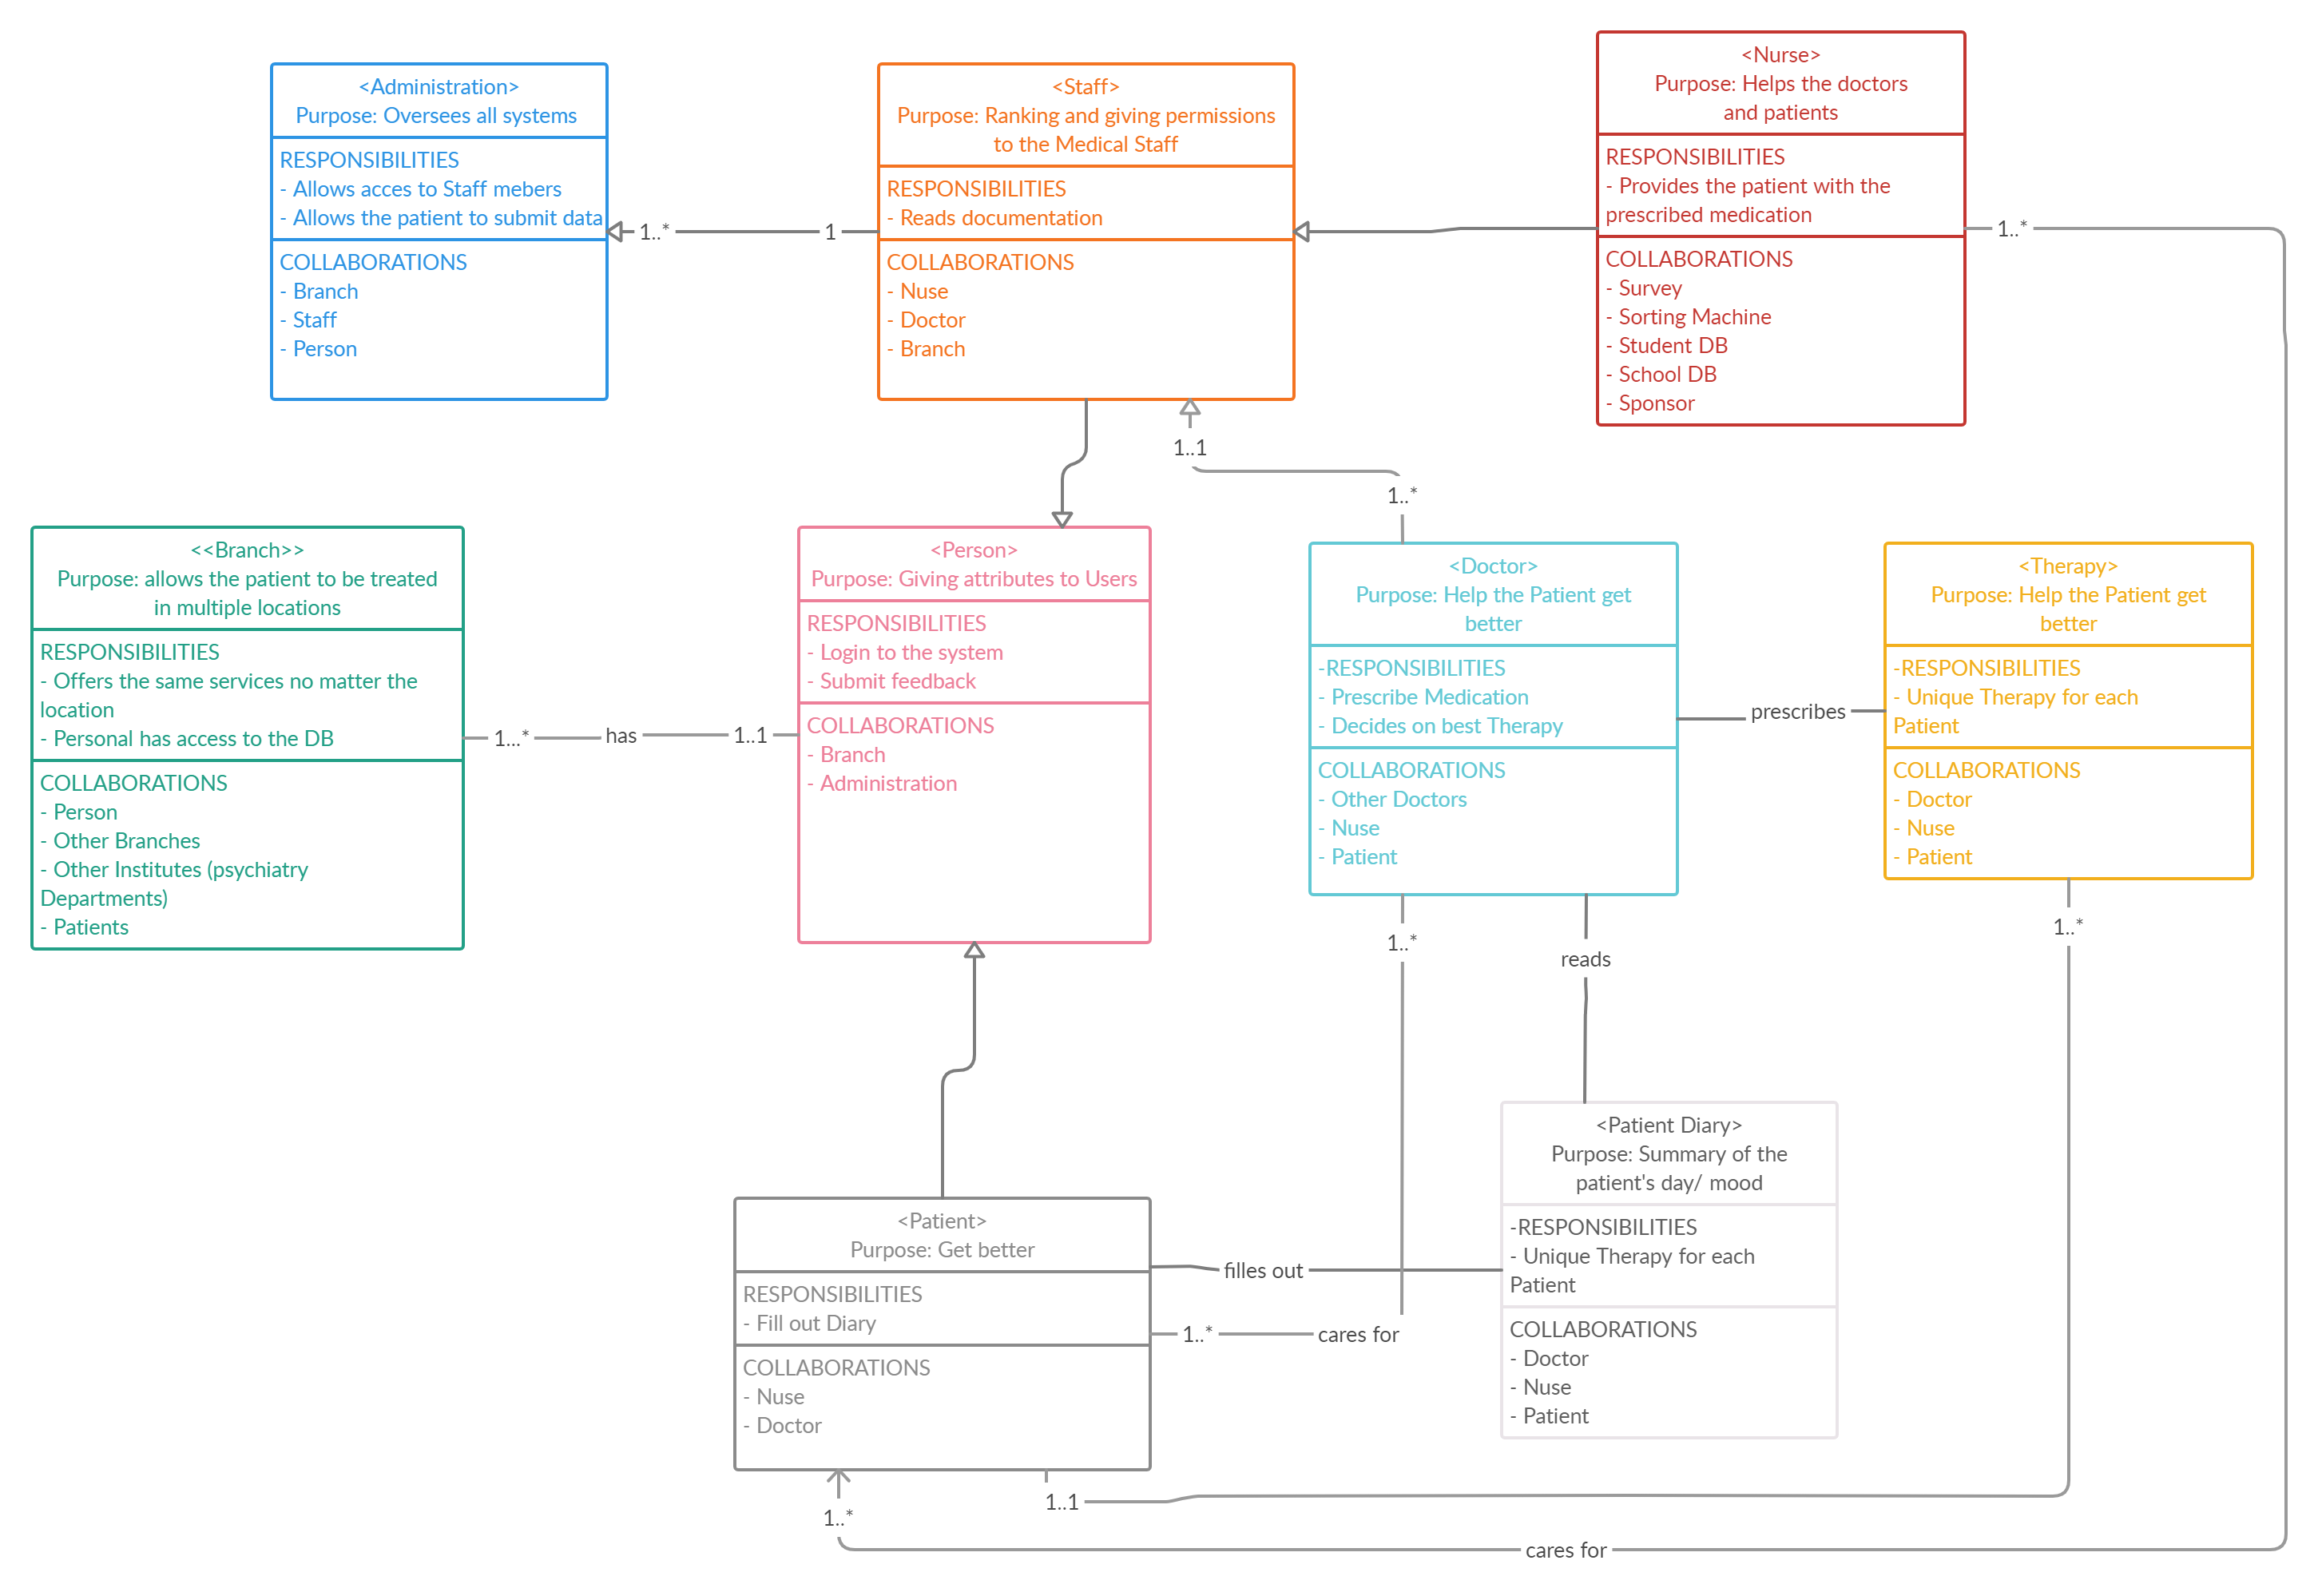 <Administration>
Purpose: Oversees all systems
RESPONSIBILITIES
- Allows acces to Staff mebers
- Allows the patient to submit data
COLLABORATIONS
- Branch
- Staff
- Person
1..*
1
<Staff>
Purpose: Ranking and giving permissions
to the Medical Staff
RESPONSIBILITIES
- Reads documentation
COLLABORATIONS
- Nuse
- Doctor
- Branch
<Nurse>
Purpose: Helps the doctors
and patients
RESPONSIBILITIES
- Provides the patient with the
prescribed medication
COLLABORATIONS
- Survey
- Sorting Machine
- Student DB
- School DB
- Sponsor
1..*
1..1
1..*
<<Branch>>
Purpose: allows the patient to be treated
in multiple locations
RESPONSIBILITIES
- Offers the same services no matter the
location
- Personal has access to the DB
COLLABORATIONS
- Person
- Other Branches
- Other Institutes (psychiatry
Departments)
- Patients
1...*
has
1..1
<Person>
Purpose: Giving attributes to Users
RESPONSIBILITIES
- Login to the system
- Submit feedback
COLLABORATIONS
- Branch
- Administration
<Doctor>
Purpose: Help the Patient get
better
-RESPONSIBILITIES
- Prescribe Medication
- Decides on best Therapy
COLLABORATIONS
- Other Doctors
- Nuse
- Patient
prescribes
<Therapy>
Purpose: Help the Patient get
better
-RESPONSIBILITIES
- Unique Therapy for each
Patient
COLLABORATIONS
- Doctor
- Nuse
- Patient
1..*
reads
1..*
<Patient Diary>
Purpose: Summary of the
patient's day/ mood
-RESPONSIBILITIES
- Unique Therapy for each
Patient
COLLABORATIONS
- Doctor
- Nuse
- Patient
<Patient>
Purpose: Get better
RESPONSIBILITIES
- Fill out Diary
COLLABORATIONS
- Nuse
- Doctor
filles out
1..*
cares for
1..1
1..*
cares for